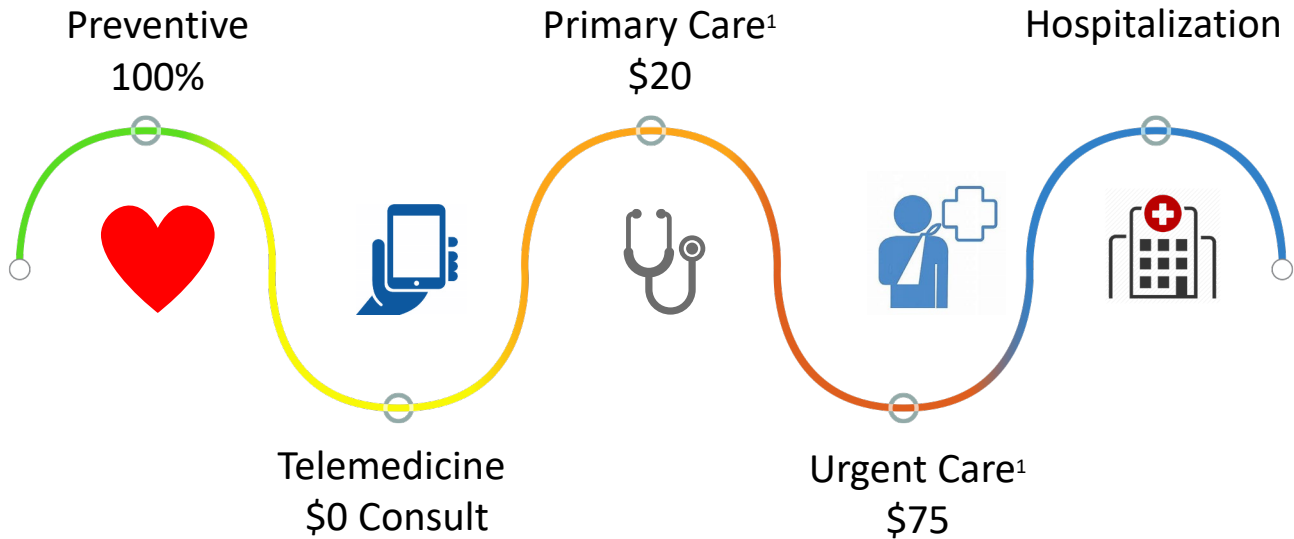 Preventive
100%
Telemedicine
$0 Consult
Primary Care¹
$20
Urgent Care¹
$75
Hospitalization